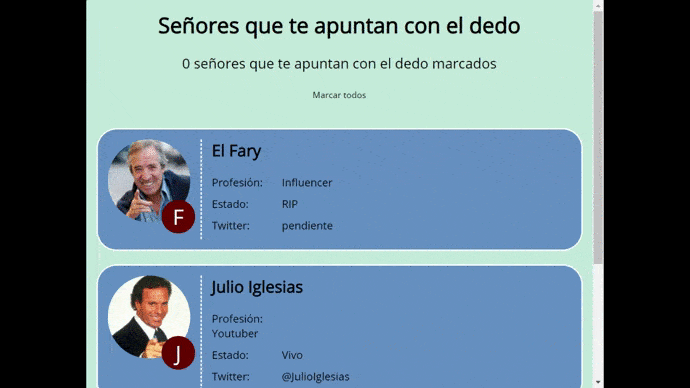 Señores que te apuntan con el dedo
0 señores que te apuntan con el dedo marcados
Marcar todos
El Fary
Profesión: Influencer
Estado: RIP
Twitter: pendiente
F
Julio Iglesias
Profesión:
Youtuber
Estado: Vivo
Twitter: @JulioIglesias
J